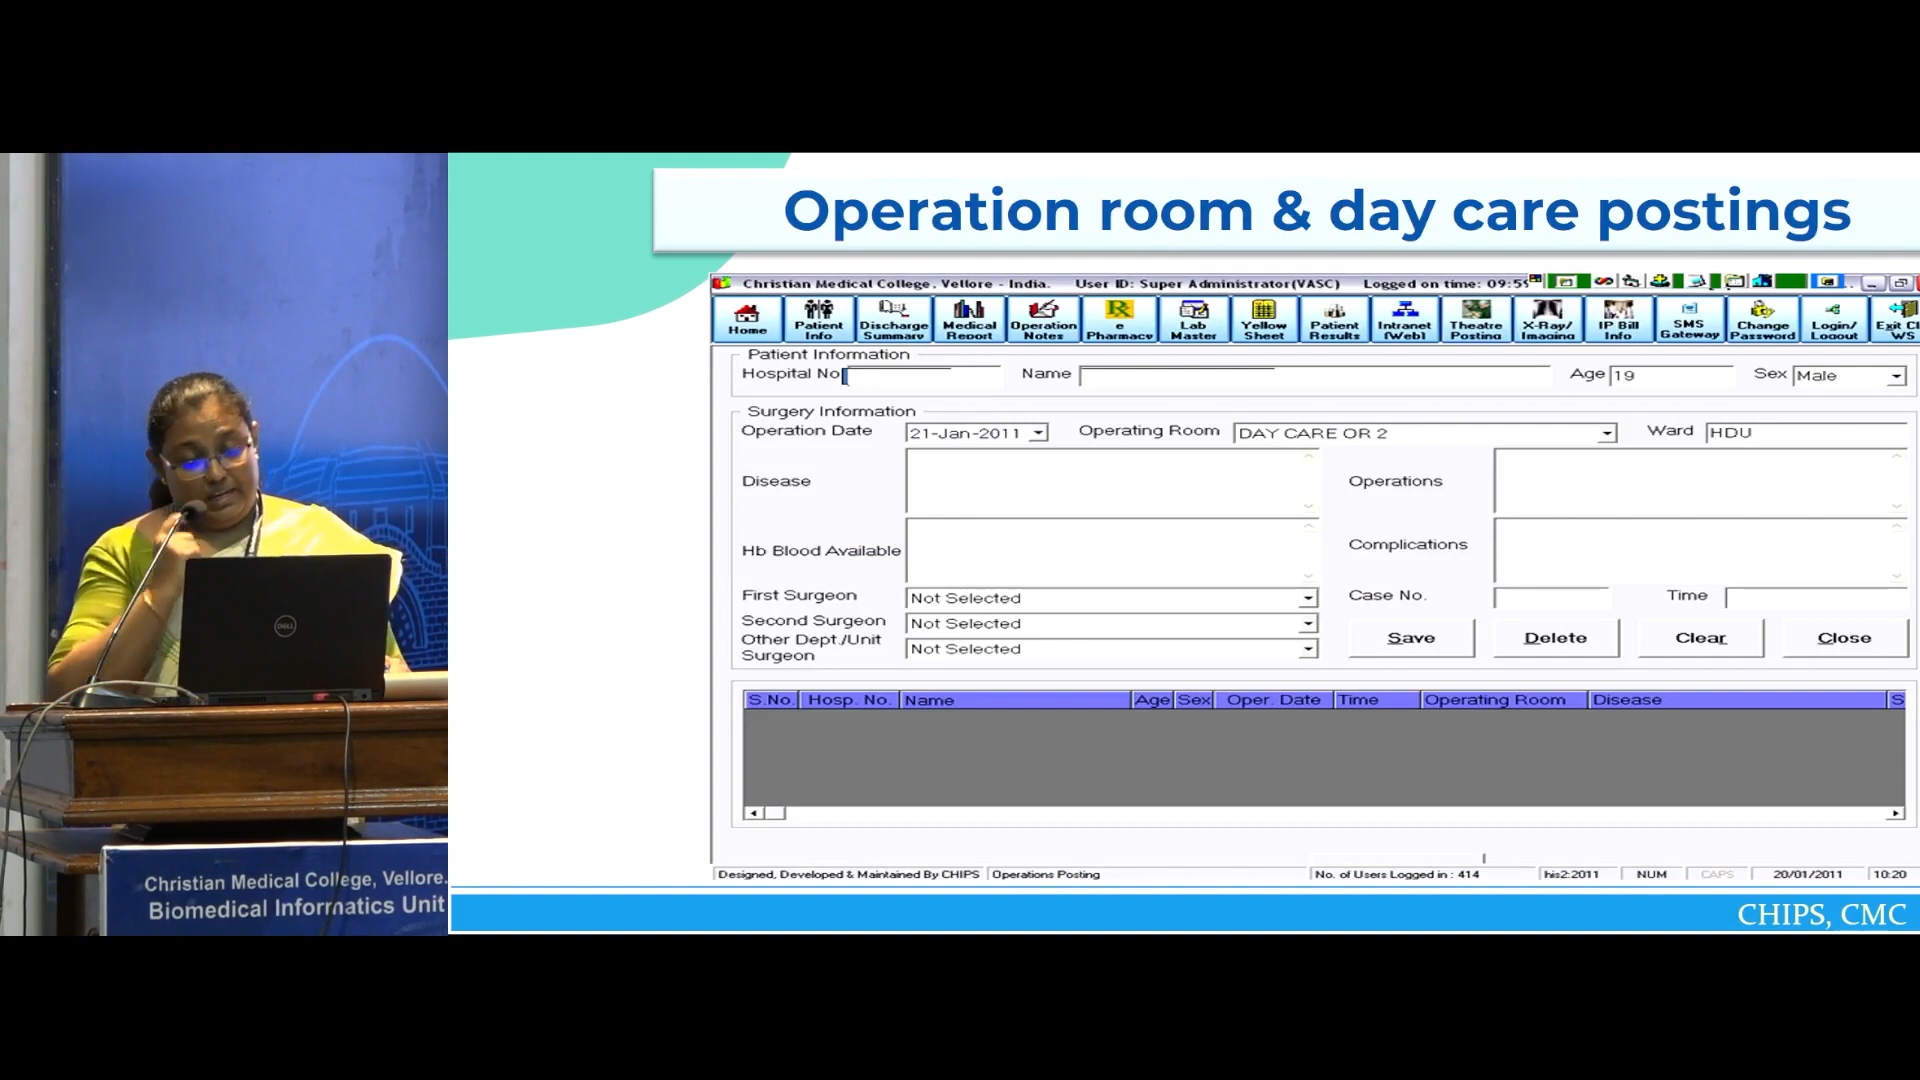 Operation room & day care postings
Christian Medical College, Vellore - India. User ID: Super Administrator(VASC) Logged on time: 09:59
Home Patient Info Discharge Summary Medical Report Operation Notes e Pharmacy Lab Master Yellow Sheet Patient Results Intranet (Web) Theatre Posting X-Ray/ Imaging IP Bill Info SMS Gateway Change Password Login/ Logout Exit WS
Patient Information
Hospital No Name Age 19 Sex Male
Surgery Information
Operation Date 21-Jan-2011 Operating Room DAY CARE OR 2 Ward HDU
Disease Operations
Hb Blood Available Complications
First Surgeon Not Selected Case No. Time
Second Surgeon Not Selected
Other Dept./Unit Surgeon Not Selected
Save Delete Clear Close
S.No. Hosp. No. Name Age Sex Oper. Date Time Operating Room Disease S
Designed, Developed & Maintained By CHIPS Operations Posting No. of Users Logged in : 414 his2:2011 NUM CAPS 20/01/2011 10:20
CHIPS, CMC
DELL
Christian Medical College, Vellore.
Biomedical Informatics Unit